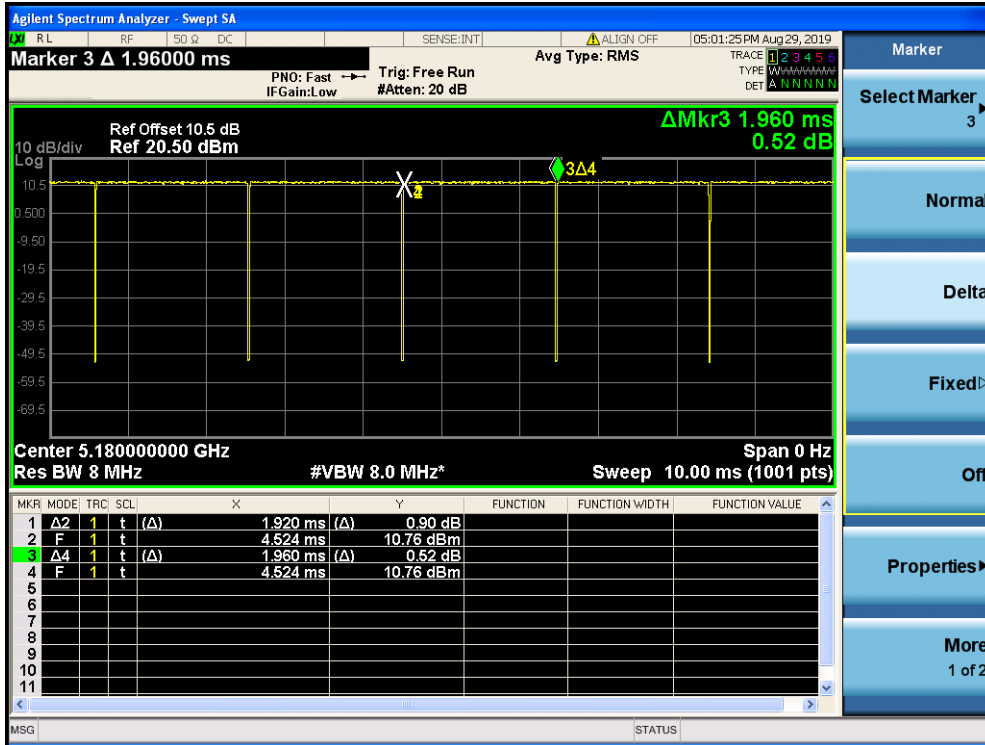 Agilent Spectrum Analyzer - Swept SA
LXI RL RF 50 Ω DC SENSE:INT ALIGN OFF 05:01:25 PM Aug 29, 2019
Marker 3 Δ 1.96000 ms
PNO: Fast
IFGain:Low
Trig: Free Run
#Atten: 20 dB
Avg Type: RMS
TRACE 1 2 3 4 5 6
TYPE W
DET A N N N N N
ΔMkr3 1.960 ms
0.52 dB
Ref Offset 10.5 dB
10 dB/div Ref 20.50 dBm
Log
10.5
0.500
-9.50
-19.5
-29.5
-39.5
-49.5
-59.5
-69.5
3Δ4
Center 5.180000000 GHz Span 0 Hz
Res BW 8 MHz #VBW 8.0 MHz* Sweep 10.00 ms (1001 pts)
MKR MODE TRC SCL X Y FUNCTION FUNCTION WIDTH FUNCTION VALUE
1 Δ2 1 t (Δ) 1.920 ms (Δ) 0.90 dB
2 F 1 t 4.524 ms 10.76 dBm
3 Δ4 1 t (Δ) 1.960 ms (Δ) 0.52 dB
4 F 1 t 4.524 ms 10.76 dBm
5
6
7
8
9
10
11
MSG STATUS
Marker
Select Marker
3
Normal
Delta
Fixed
Off
Properties
More
1 of 2